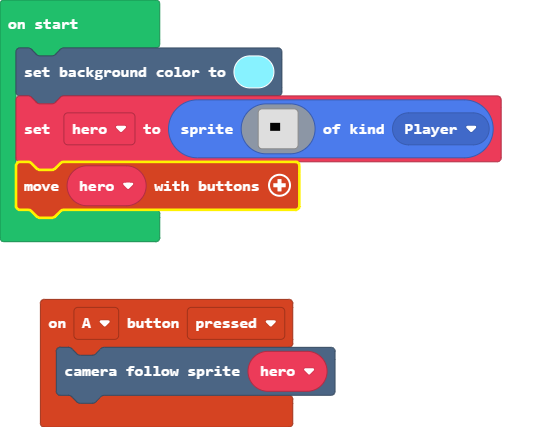 on start
set background color to
set hero to sprite of kind Player
move hero with buttons
on A button pressed
camera follow sprite hero